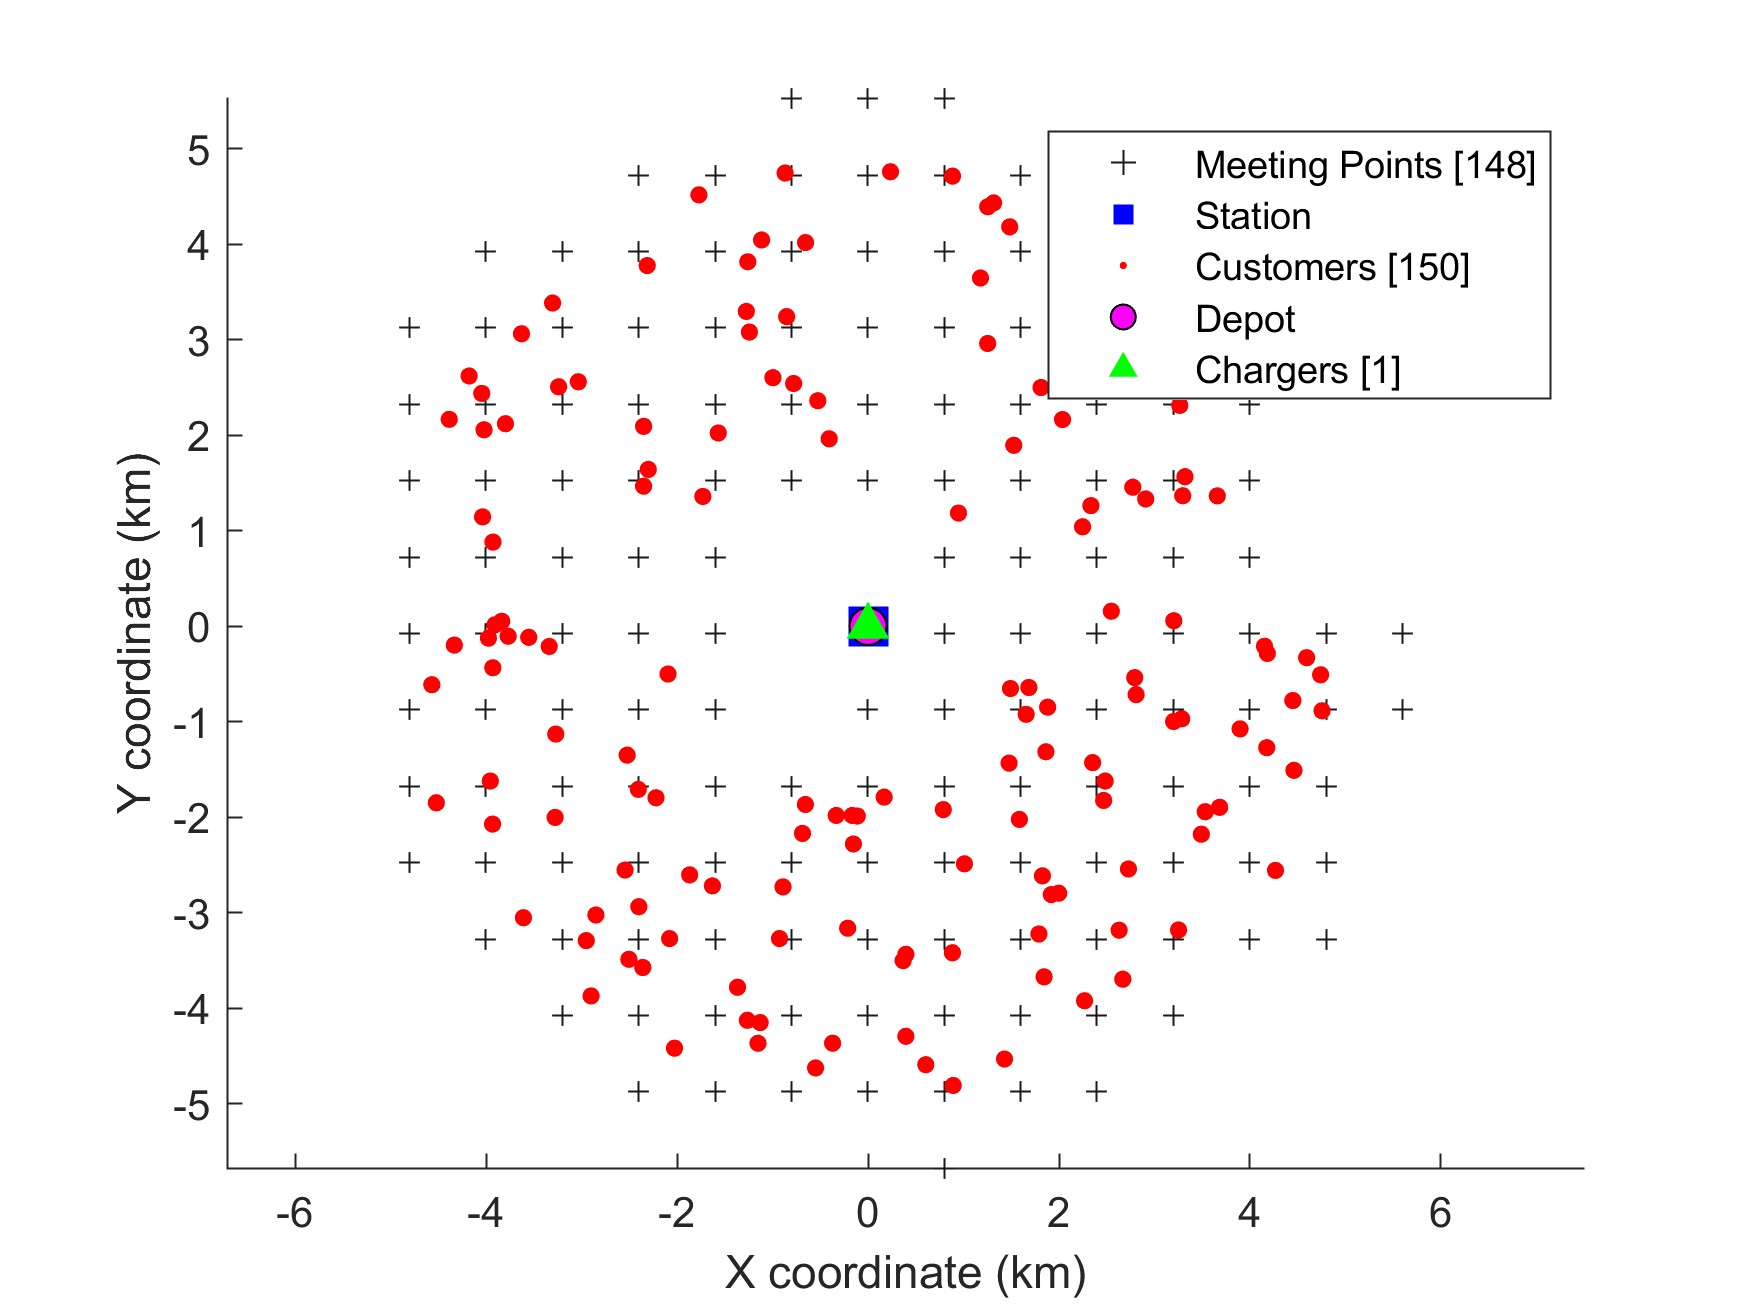 Meeting Points [148]
Station
Customers [150]
Depot
Chargers [1]
5
4
3
2
1
0
-1
-2
-3
-4
-5
Y coordinate (km)
-6 -4 -2 0 2 4 6
X coordinate (km)